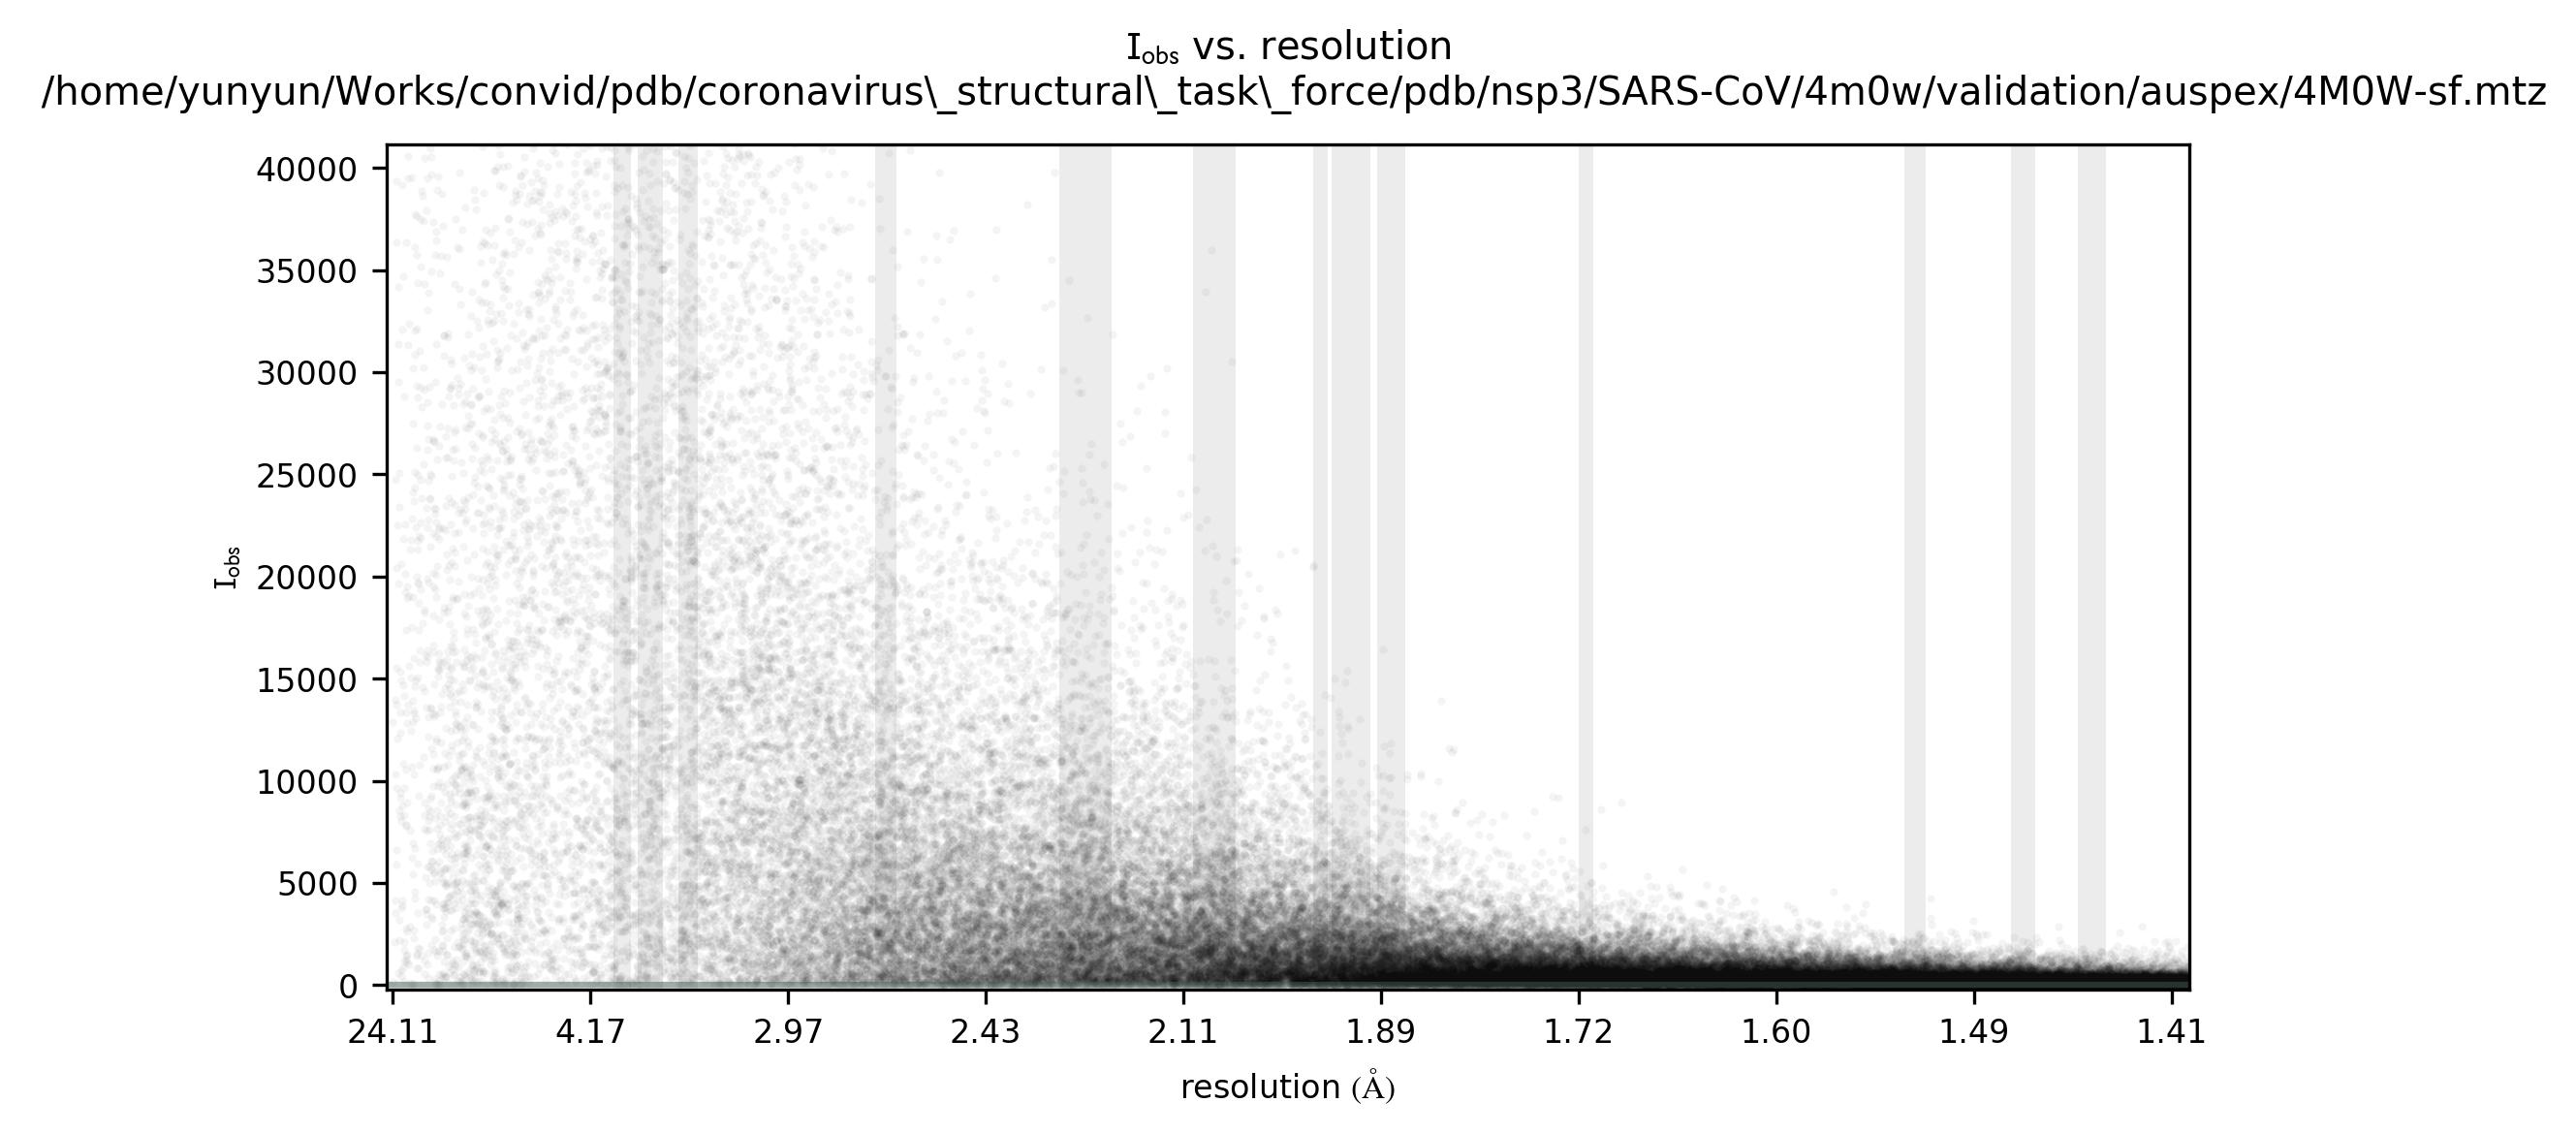 I_obs vs. resolution
/home/yunyun/Works/convid/pdb/coronavirus\_structural\_task\_force/pdb/nsp3/SARS-CoV/4m0w/validation/auspex/4M0W-sf.mtz
40000
35000
30000
25000
20000
15000
10000
5000
0
I_obs
24.11 4.17 2.97 2.43 2.11 1.89 1.72 1.60 1.49 1.41
resolution (Å)